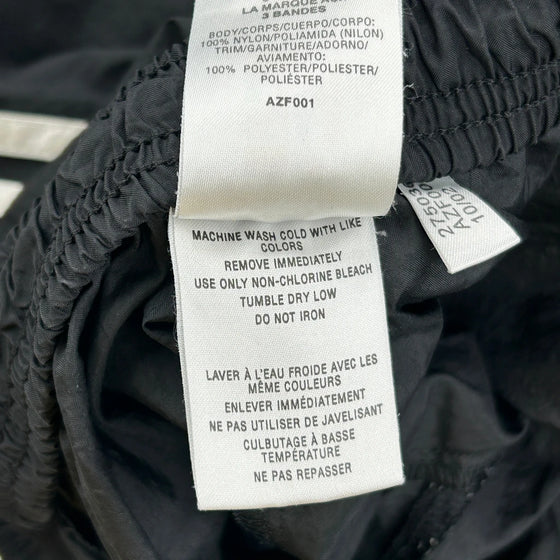 LA MARQUE
3 BANDES
BODY/CORPS/CUERPO/CORPO:
100% NYLON/POLIAMIDA (NILON)
TRIM/GARNITURE/ADORNO/
AVIAMENTO:
100% POLYESTER/POLIESTER/
POLIÉSTER
AZF001
MACHINE WASH COLD WITH LIKE
COLORS
REMOVE IMMEDIATELY
USE ONLY NON-CHLORINE BLEACH
TUMBLE DRY LOW
DO NOT IRON
LAVER À L'EAU FROIDE AVEC LES
MÊME COULEURS
ENLEVER IMMÉDIATEMENT
NE PAS UTILISER DE JAVELISANT
CULBUTAGE À BASSE
TEMPÉRATURE
NE PAS REPASSER